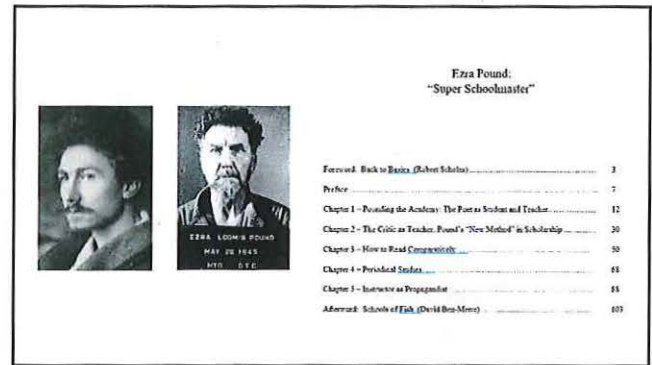 Ezra Pound:
“Super Schoolmaster”
EZRA LOOMIS POUND
MAY 26 1945
MTO DTC
Foreword: Back to Basics (Robert Scholes) 3
Preface 7
Chapter 1 – Pounding the Academy: The Poet as Student and Teacher 12
Chapter 2 – The Critic as Teacher: Pound’s “New Method” in Scholarship 30
Chapter 3 – How to Read Comparatively 50
Chapter 4 – Periodical Studies 68
Chapter 5 – Instructor as Propagandist 88
Afterword: Schools of Fish (David Ben-Merre) 103